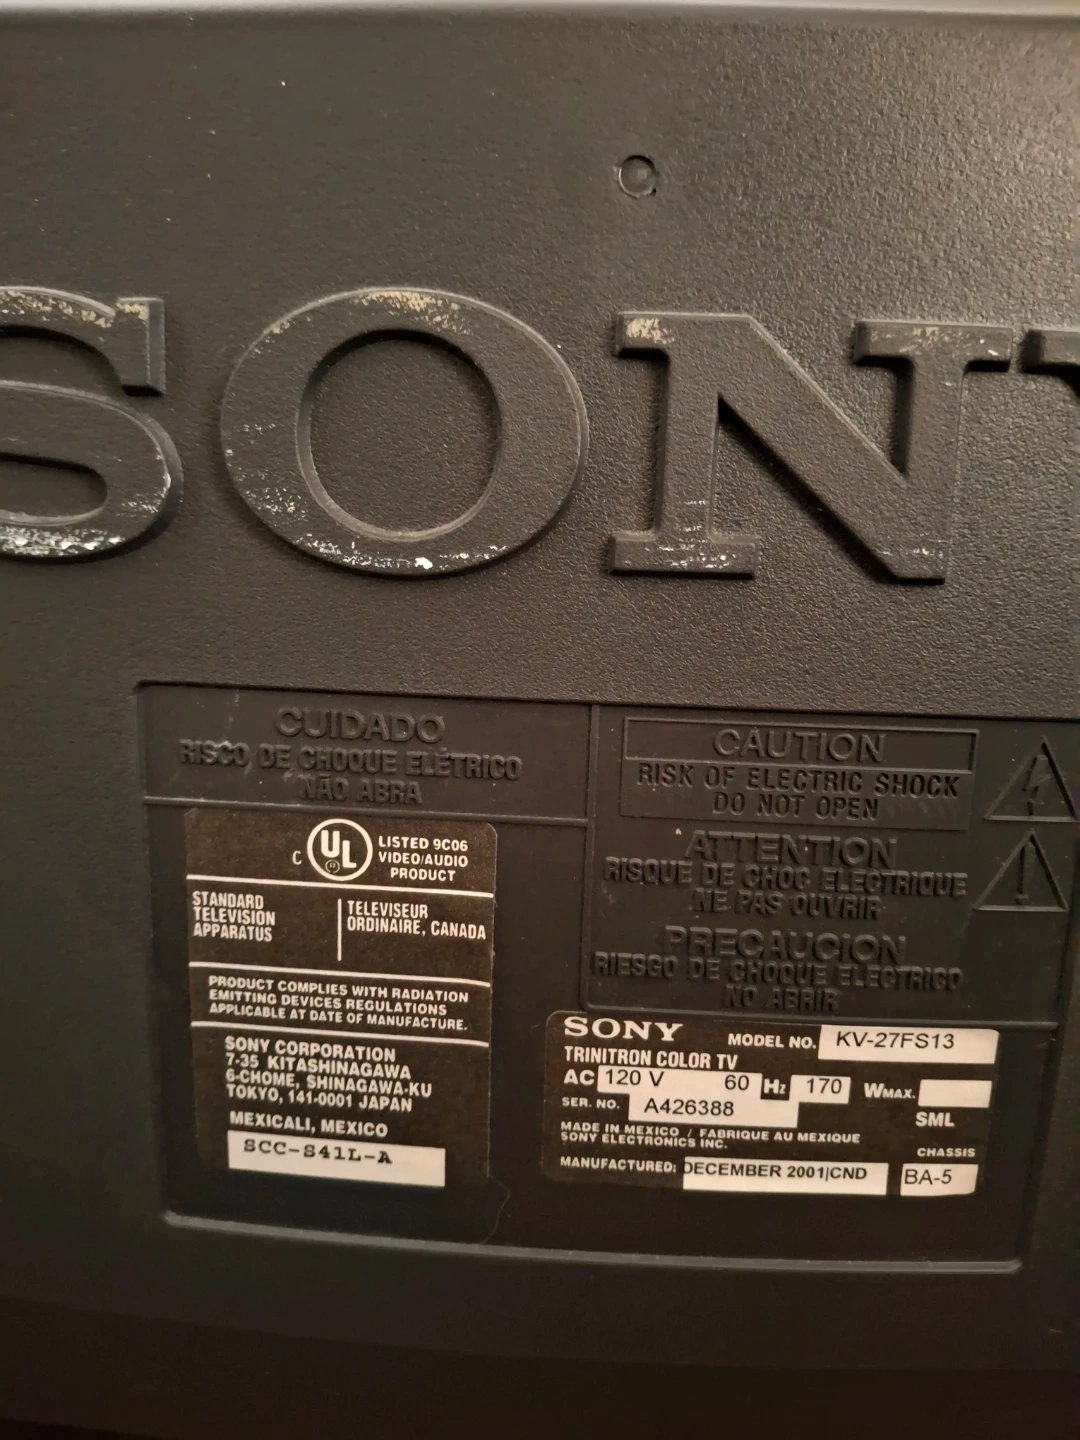 SONY
CUIDADO
RISCO DE CHOQUE ELÉTRICO
NÃO ABRA
CAUTION
RISK OF ELECTRIC SHOCK
DO NOT OPEN
ATTENTION
RISQUE DE CHOC ELECTRIQUE
NE PAS OUVRIR
PRECAUCION
RIESGO DE CHOQUE ELECTRICO
NO ABRIR
C UL
LISTED 9C06
VIDEO/AUDIO
PRODUCT
STANDARD
TELEVISION
APPARATUS
TELEVISEUR
ORDINAIRE, CANADA
PRODUCT COMPLIES WITH RADIATION
EMITTING DEVICES REGULATIONS
APPLICABLE AT DATE OF MANUFACTURE.
SONY CORPORATION
7-35 KITASHINAGAWA
6-CHOME, SHINAGAWA-KU
TOKYO, 141-0001 JAPAN
MEXICALI, MEXICO
SCC-S41L-A
SONY MODEL NO. KV-27FS13
TRINITRON COLOR TV
AC 120 V 60 Hz 170 WMAX.
SER. NO. A426388
SML
MADE IN MEXICO / FABRIQUE AU MEXIQUE
SONY ELECTRONICS INC.
CHASSIS
MANUFACTURED: DECEMBER 2001|CND BA-5